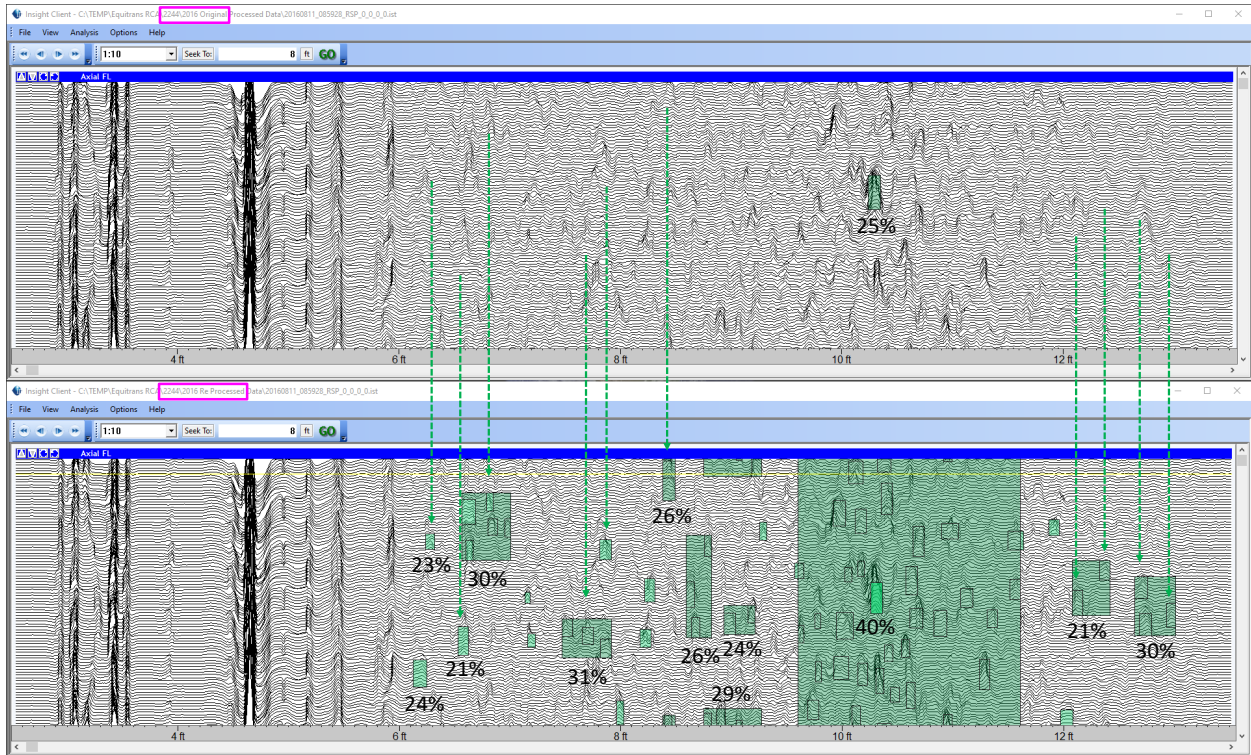 Insight Client - C:\TEMP\Equitrans RCA\2244\2016 Original Processed Data\20160811_085928_RSP_0_0_0_0.ist
File View Analysis Options Help
1:10 Seek To: 8 ft GO
Axial FL
25%
4 ft 6 ft 8 ft 10 ft 12 ft
Insight Client - C:\TEMP\Equitrans RCA\2244\2016 Re Processed Data\20160811_085928_RSP_0_0_0_0.ist
File View Analysis Options Help
1:10 Seek To: 8 ft GO
Axial FL
26%
23% 30%
40%
21% 26% 24% 21% 30%
24% 31% 29%
4 ft 6 ft 8 ft 10 ft 12 ft